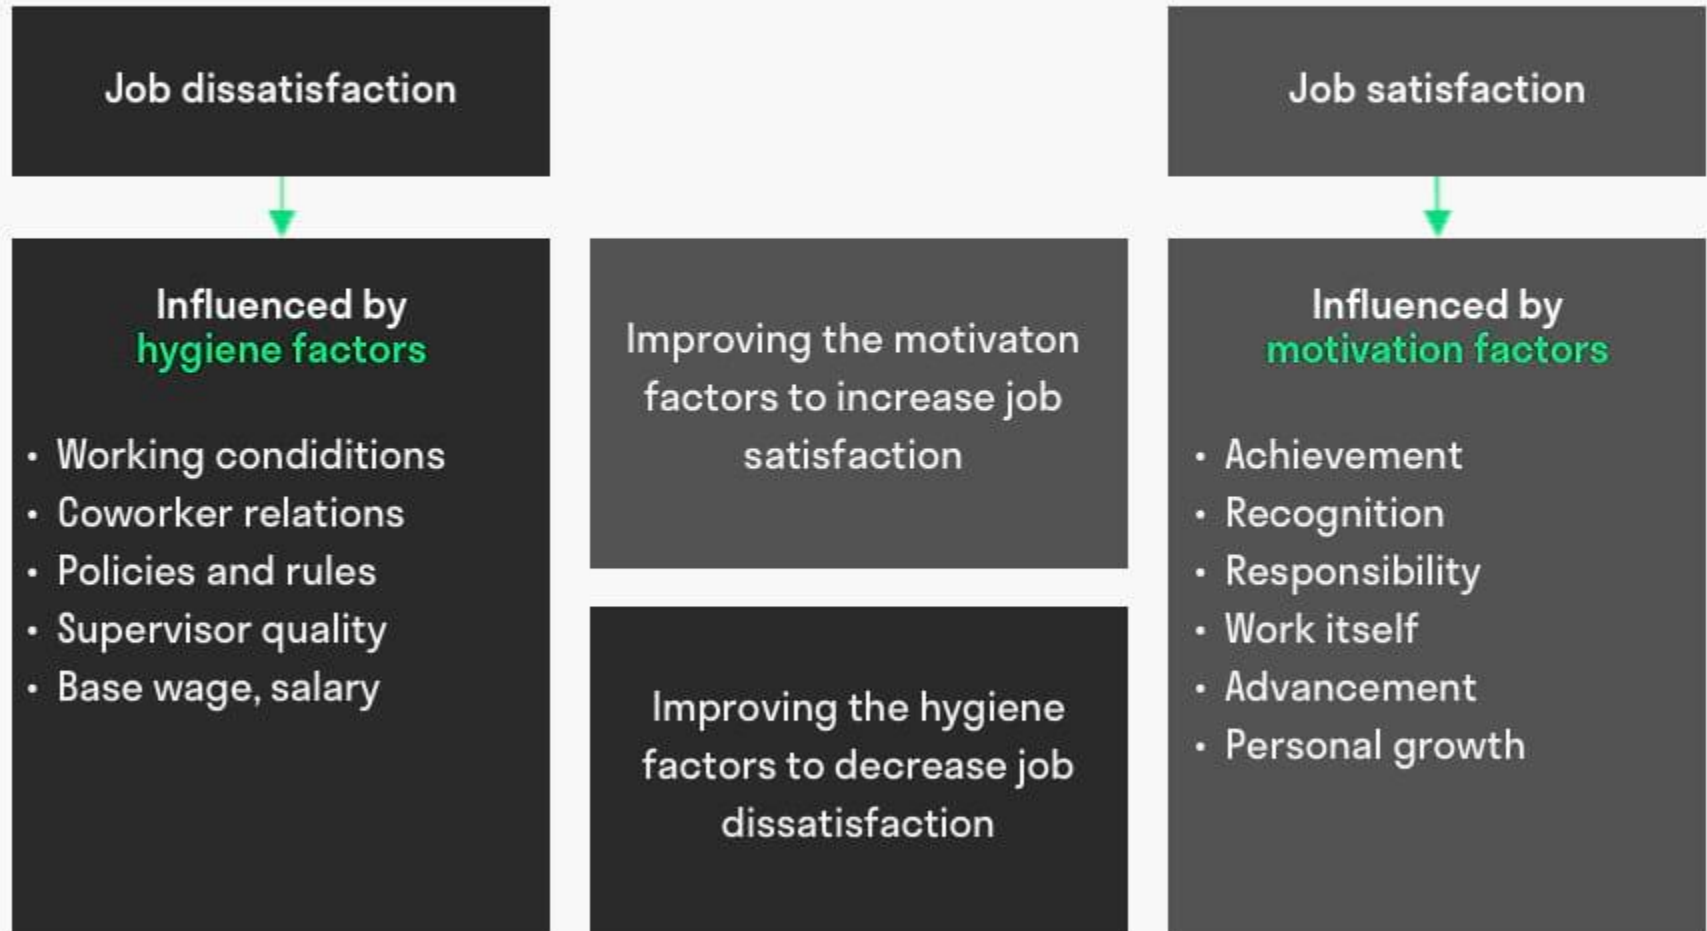 Job dissatisfaction
Job satisfaction
Influenced by
hygiene factors
• Working condiditions
• Coworker relations
• Policies and rules
• Supervisor quality
• Base wage, salary
Improving the motivaton
factors to increase job
satisfaction
Improving the hygiene
factors to decrease job
dissatisfaction
Influenced by
motivation factors
• Achievement
• Recognition
• Responsibility
• Work itself
• Advancement
• Personal growth